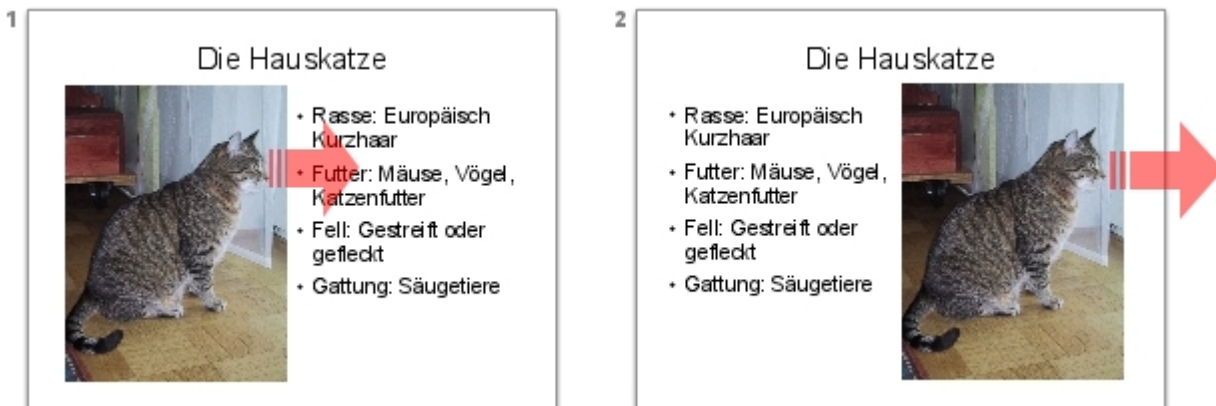 1
Die Hauskatze
• Rasse: Europäisch
Kurzhaar
• Futter: Mäuse, Vögel,
Katzenfutter
• Fell: Gestreift oder
gefleckt
• Gattung: Säugetiere
2
Die Hauskatze
• Rasse: Europäisch
Kurzhaar
• Futter: Mäuse, Vögel,
Katzenfutter
• Fell: Gestreift oder
gefleckt
• Gattung: Säugetiere